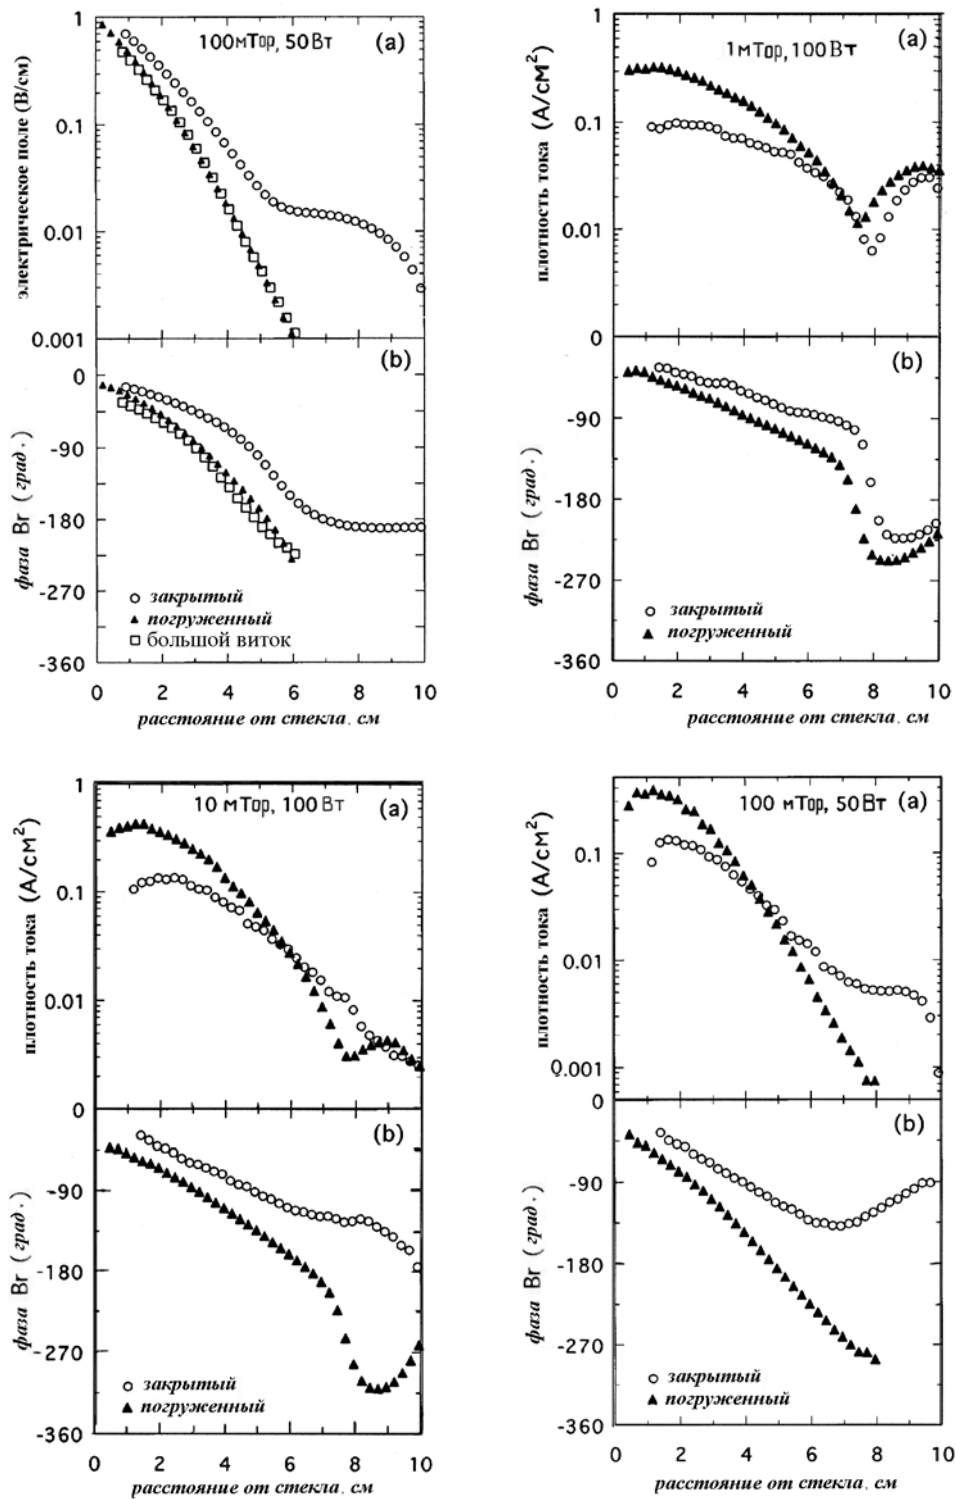 100мТор, 50Вт (a)
электрическое поле (В/см)
1
0.1
0.01
0.001
(b)
фаза Br (град.)
0
-90
-180
-270
-360
закрытый
погруженный
большой виток
0 2 4 6 8 10
расстояние от стекла, см
1мТор, 100Вт (a)
плотность тока (А/см²)
1
0.1
0.01
0
(b)
фаза Br (град.)
-90
-180
-270
-360
закрытый
погруженный
0 2 4 6 8 10
расстояние от стекла, см
10 мТор, 100Вт (a)
плотность тока (А/см²)
1
0.1
0.01
0
(b)
фаза Br (град.)
-90
-180
-270
-360
закрытый
погруженный
0 2 4 6 8 10
расстояние от стекла, см
100 мТор, 50Вт (a)
плотность тока (А/см²)
0.1
0.01
0.001
0
(b)
фаза Br (град.)
-90
-180
-270
-360
закрытый
погруженный
0 2 4 6 8 10
расстояние от стекла, см